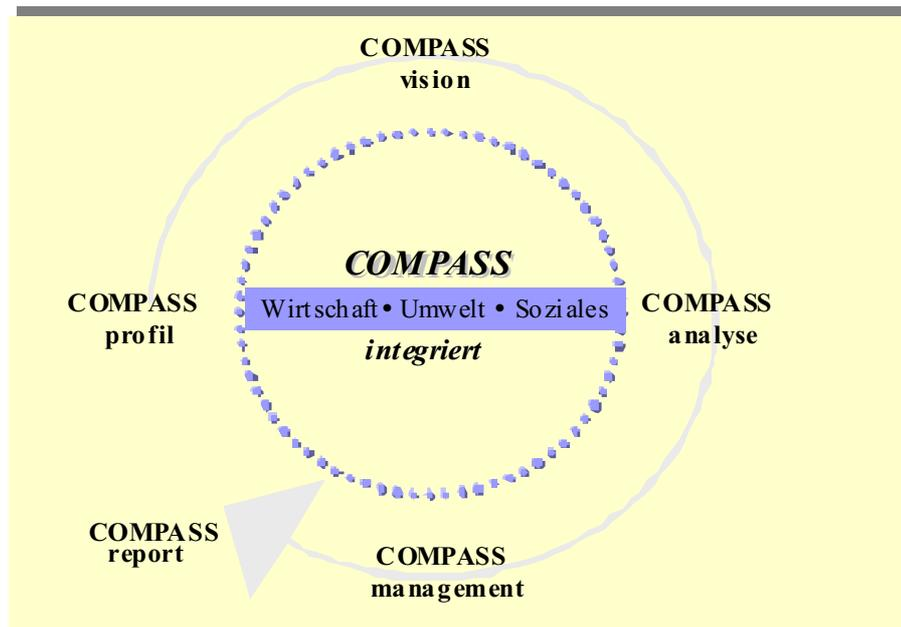 COMPASS
vision
COMPASS
Wirtschaft • Umwelt • Soziales
integriert
COMPASS
profil
COMPASS
analyse
COMPASS
report
COMPASS
management